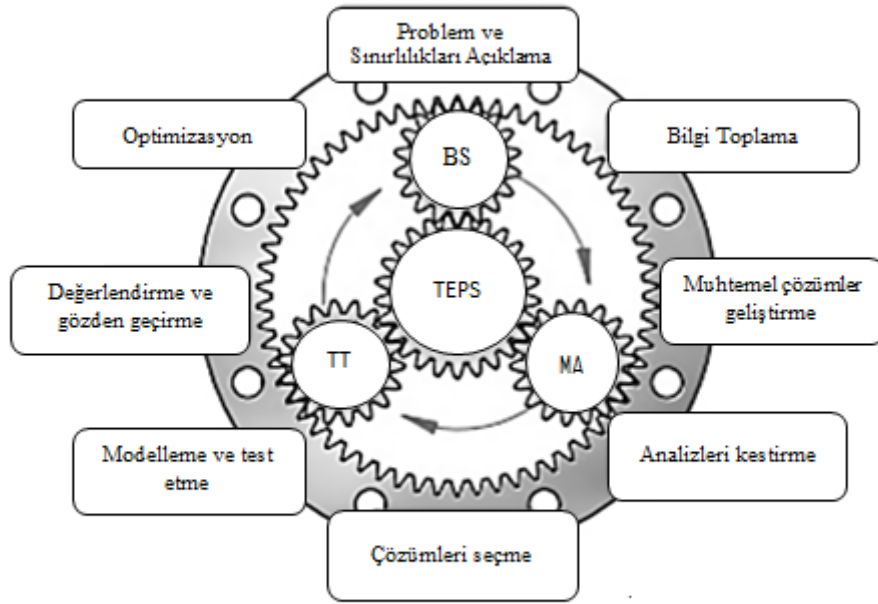 Problem ve
Sınırlılıkları Açıklama
Optimizasyon
Bilgi Toplama
BS
Değerlendirme ve
gözden geçirme
TEPS
Muhtemel çözümler
geliştirme
TT
MA
Modelleme ve test
etme
Analizleri kestirme
Çözümleri seçme